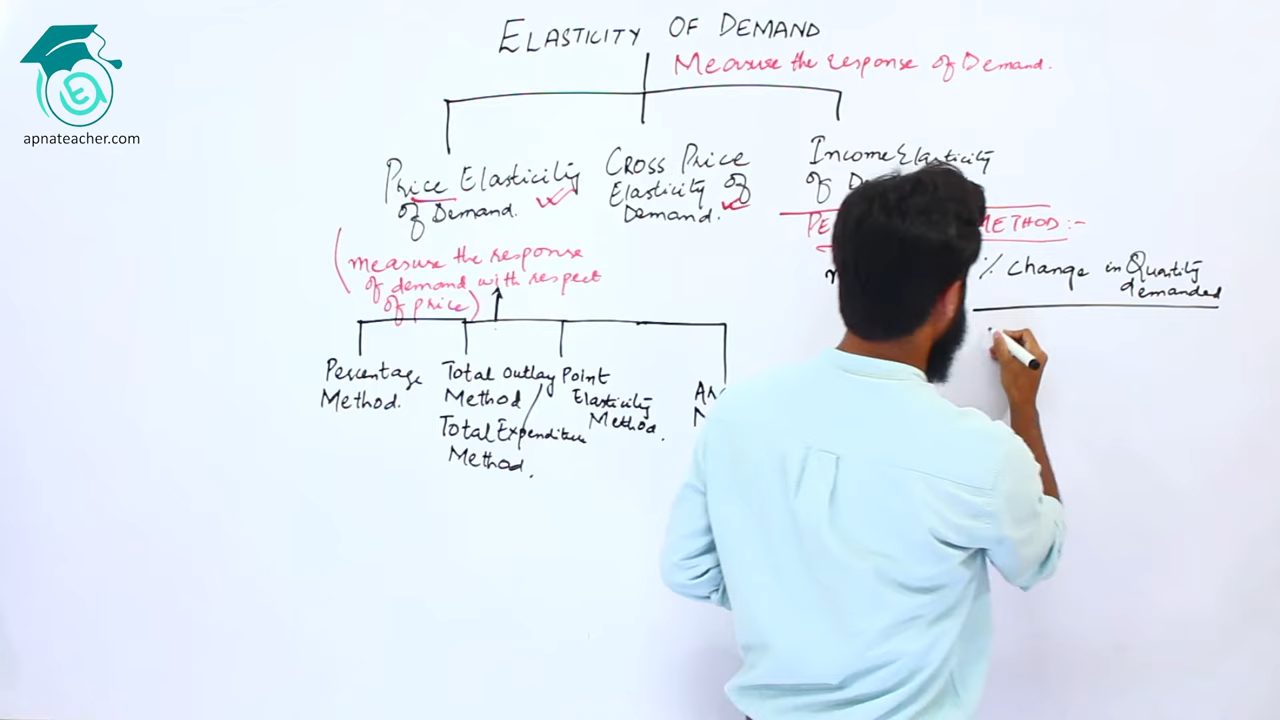 apnateacher.com
ELASTICITY OF DEMAND
Measure the response of Demand.
Price Elasticity
of Demand.
CROSS PRICE
Elasticity of
Demand.
Income Elasticity
of
(measure the response
of demand with respect
of price)
METHOD:-
% Change in Quantity
demanded
Percentage
Method.
Total Outlay
Method
Total Expenditure
Method.
Point
Elasticity
Method.